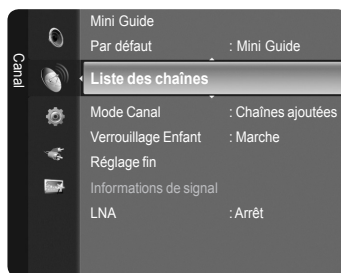 Canal
Mini Guide
Par défaut : Mini Guide
Liste des chaînes
Mode Canal : Chaînes ajoutées
Verrouillage Enfant : Marche
Réglage fin
Informations de signal
LNA : Arrêt